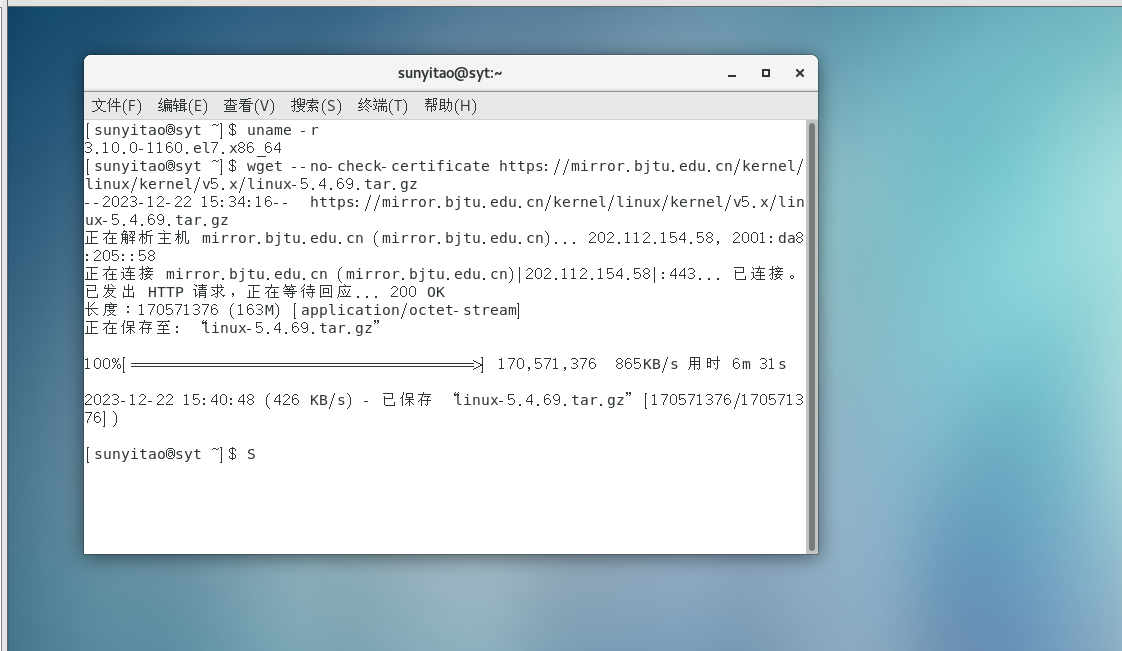 sunyitao@syt:~
文件(F) 编辑(E) 查看(V) 搜索(S) 终端(T) 帮助(H)
[sunyitao@syt ~]$ uname -r
3.10.0-1160.el7.x86_64
[sunyitao@syt ~]$ wget --no-check-certificate https://mirror.bjtu.edu.cn/kernel/
linux/kernel/v5.x/linux-5.4.69.tar.gz
--2023-12-22 15:34:16--  https://mirror.bjtu.edu.cn/kernel/linux/kernel/v5.x/lin
ux-5.4.69.tar.gz
正在解析主机 mirror.bjtu.edu.cn (mirror.bjtu.edu.cn)... 202.112.154.58, 2001:da8
:205::58
正在连接 mirror.bjtu.edu.cn (mirror.bjtu.edu.cn)|202.112.154.58|:443... 已连接。
已发出 HTTP 请求，正在等待回应... 200 OK
长度：170571376 (163M) [application/octet-stream]
正在保存至: “linux-5.4.69.tar.gz”
100%[======================================>] 170,571,376  865KB/s 用时 6m 31s
2023-12-22 15:40:48 (426 KB/s) - 已保存 “linux-5.4.69.tar.gz” [170571376/1705713
76])
[sunyitao@syt ~]$ S